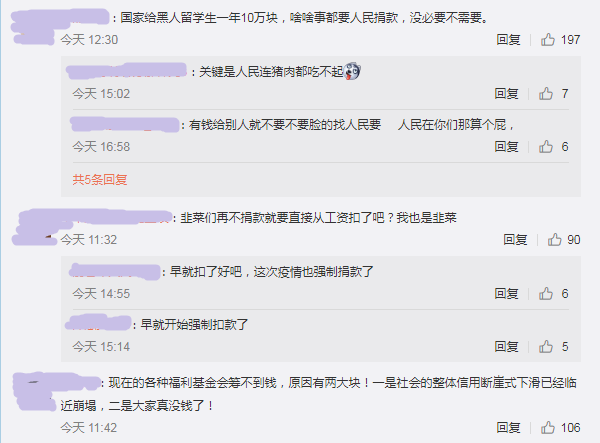 ：国家给黑人留学生一年10万块，啥啥事都要人民捐款，没必要不需要。
今天 12:30 回复 197
：关键是人民连猪肉都吃不起
今天 15:02 回复 7
：有钱给别人就不要不要脸的找人民要 人民在你们那算个屁，
今天 16:58 回复 6
共5条回复
：韭菜们再不捐款就要直接从工资扣了吧？我也是韭菜
今天 11:32 回复 90
：早就扣了好吧，这次疫情也强制捐款了
今天 14:55 回复 6
：早就开始强制扣款了
今天 15:14 回复 5
：现在的各种福利基金会筹不到钱，原因有两大块！一是社会的整体信用断崖式下滑已经临
近崩塌，二是大家真没钱了！
今天 11:42 回复 106